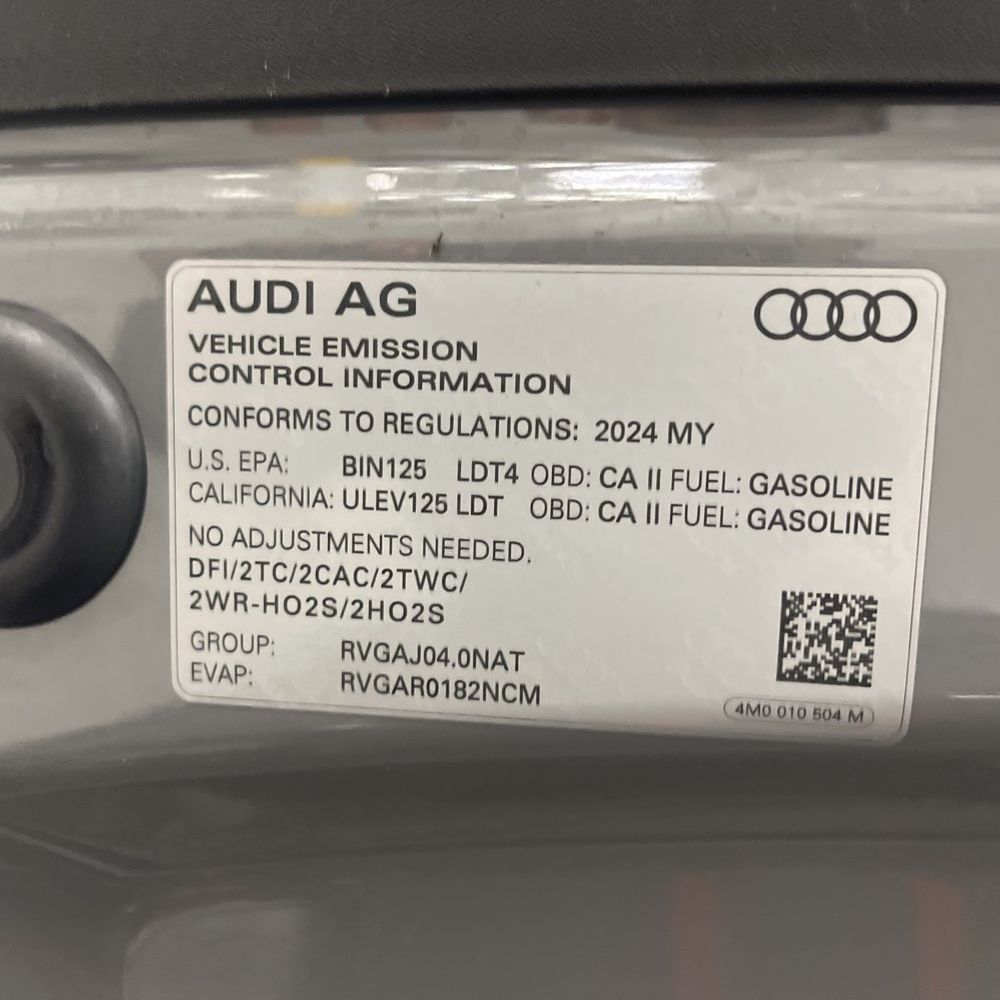 AUDI AG
VEHICLE EMISSION
CONTROL INFORMATION
CONFORMS TO REGULATIONS: 2024 MY
U.S. EPA: BIN125 LDT4 OBD: CA II FUEL: GASOLINE
CALIFORNIA: ULEV125 LDT OBD: CA II FUEL: GASOLINE
NO ADJUSTMENTS NEEDED.
DFI/2TC/2CAC/2TWC/
2WR-HO2S/2HO2S
GROUP: RVGAJ04.0NAT
EVAP: RVGAR0182NCM
4M0 010 504 M